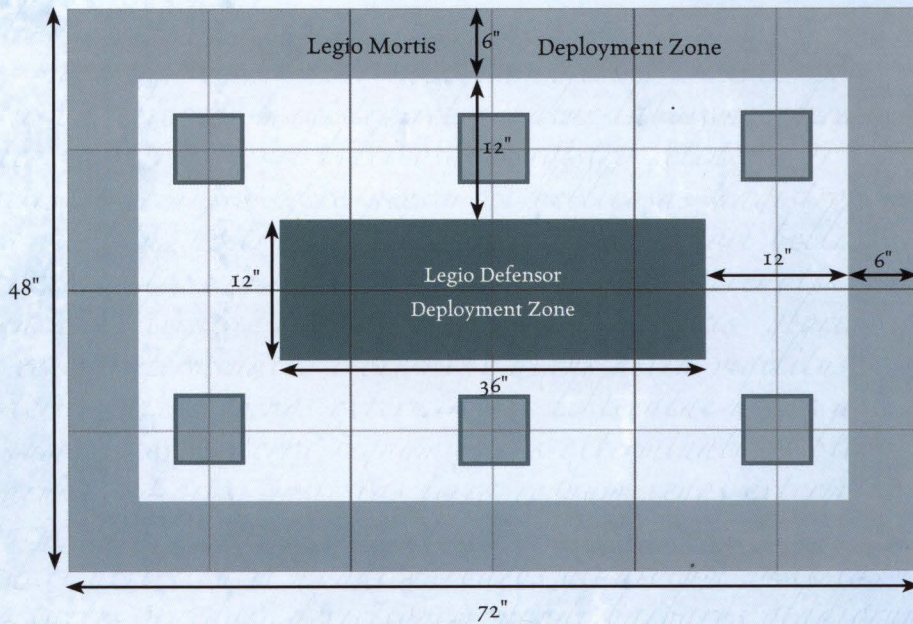 Legio Mortis 6" Deployment Zone
12"
12" 6"
48" 12" Legio Defensor
Deployment Zone
36"
72"